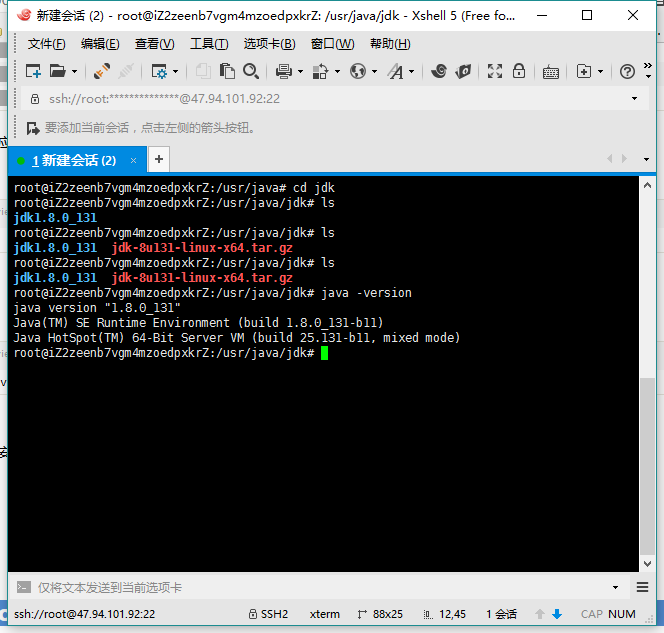 新建会话 (2) - root@iZ2zeenb7vgm4mzoedpxkrZ: /usr/java/jdk - Xshell 5 (Free fo...
文件(F) 编辑(E) 查看(V) 工具(T) 选项卡(B) 窗口(W) 帮助(H)
ssh://root:**************@47.94.101.92:22
要添加当前会话，点击左侧的箭头按钮。
1 新建会话 (2) × +
root@iZ2zeenb7vgm4mzoedpxkrZ:/usr/java# cd jdk
root@iZ2zeenb7vgm4mzoedpxkrZ:/usr/java/jdk# ls
jdk1.8.0_131
root@iZ2zeenb7vgm4mzoedpxkrZ:/usr/java/jdk# ls
jdk1.8.0_131 jdk-8u131-linux-x64.tar.gz
root@iZ2zeenb7vgm4mzoedpxkrZ:/usr/java/jdk# ls
jdk1.8.0_131 jdk-8u131-linux-x64.tar.gz
root@iZ2zeenb7vgm4mzoedpxkrZ:/usr/java/jdk# java -version
java version "1.8.0_131"
Java(TM) SE Runtime Environment (build 1.8.0_131-b11)
Java HotSpot(TM) 64-Bit Server VM (build 25.131-b11, mixed mode)
root@iZ2zeenb7vgm4mzoedpxkrZ:/usr/java/jdk#
仅将文本发送到当前选项卡
ssh://root@47.94.101.92:22 SSH2 xterm 88x25 12,45 1 会话 CAP NUM